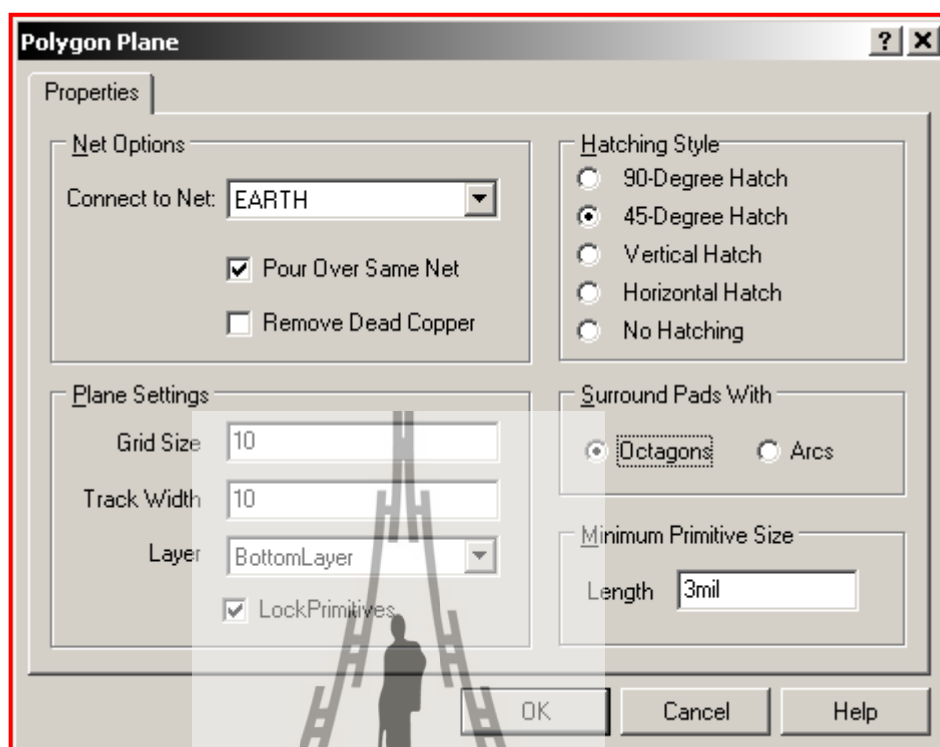 Polygon Plane
Properties
Net Options
Connect to Net: EARTH
Pour Over Same Net
Remove Dead Copper
Hatching Style
90-Degree Hatch
45-Degree Hatch
Vertical Hatch
Horizontal Hatch
No Hatching
Plane Settings
Grid Size 10
Track Width 10
Layer BottomLayer
LockPrimitives
Surround Pads With
Octagons Arcs
Minimum Primitive Size
Length 3mil
OK Cancel Help